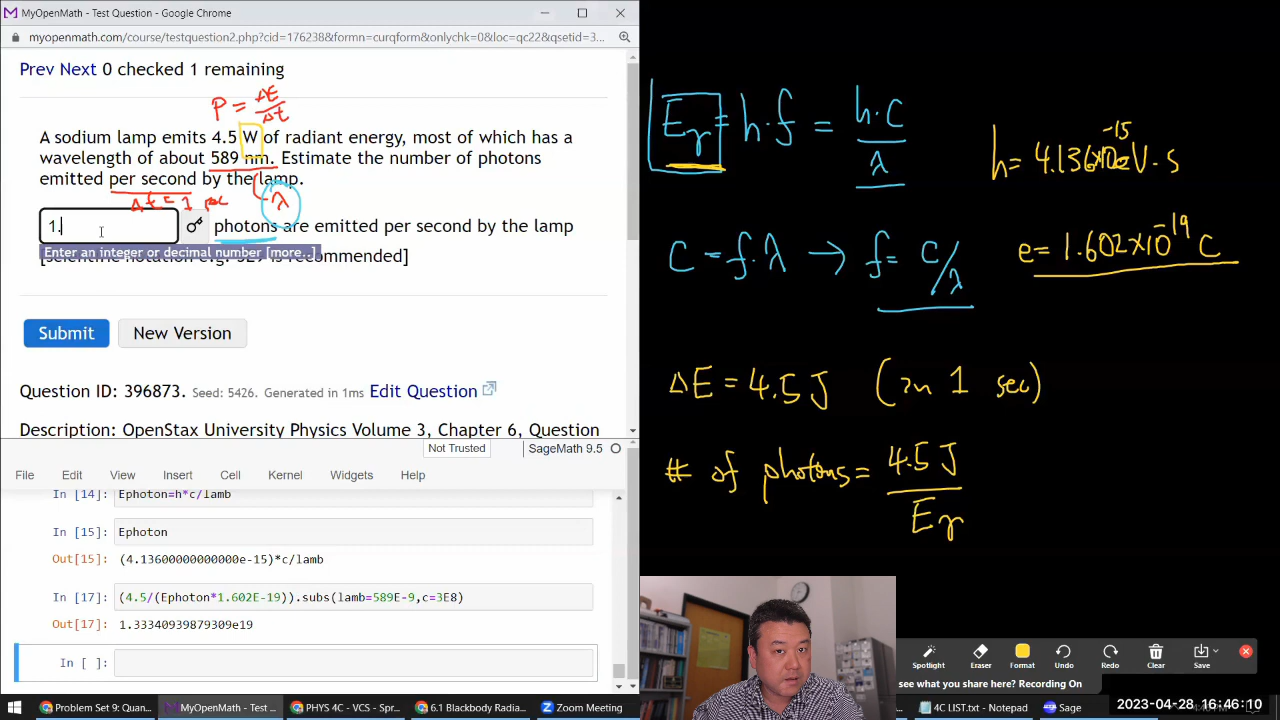 MyOpenMath - Test Question - Google Chrome
myopenmath.com/course/testquestion2.php?cid=176238&formn=curqform&onlychk=0&loc=qc22&qsetid=3...
Prev Next 0 checked 1 remaining
P = ΔE/Δt
A sodium lamp emits 4.5 W of radiant energy, most of which has a
wavelength of about 589 nm. Estimate the number of photons
emitted per second by the lamp.
Δt = 1 sec
λ
1.
photons are emitted per second by the lamp
Enter an integer or decimal number [more..]
is recommended]
Submit
New Version
Question ID: 396873. Seed: 5426. Generated in 1ms Edit Question
Description: OpenStax University Physics Volume 3, Chapter 6, Question
Not Trusted
SageMath 9.5
File Edit View Insert Cell Kernel Widgets Help
In [14]: Ephoton=h*c/lamb
In [15]: Ephoton
Out[15]: (4.13600000000000e-15)*c/lamb
In [17]: (4.5/(Ephoton*1.602E-19)).subs(lamb=589E-9,c=3E8)
Out[17]: 1.33340939879309e19
In [ ]:
Eγ = h·f = h·c/λ
h = 4.136×10^-15 eV·s
c = f·λ → f = c/λ
e = 1.602×10^-19 C
ΔE = 4.5 J (in 1 sec)
# of photons = 4.5 J/Eγ
Spotlight
Eraser
Format
Undo
Redo
Clear
Save
see what you share here? Recording On
Problem Set 9: Quan...
MyOpenMath - Test ...
PHYS 4C - VCS - Spr...
6.1 Blackbody Radia...
Zoom Meeting
4C LIST.txt - Notepad
Sage
2023-04-28 16:46:10